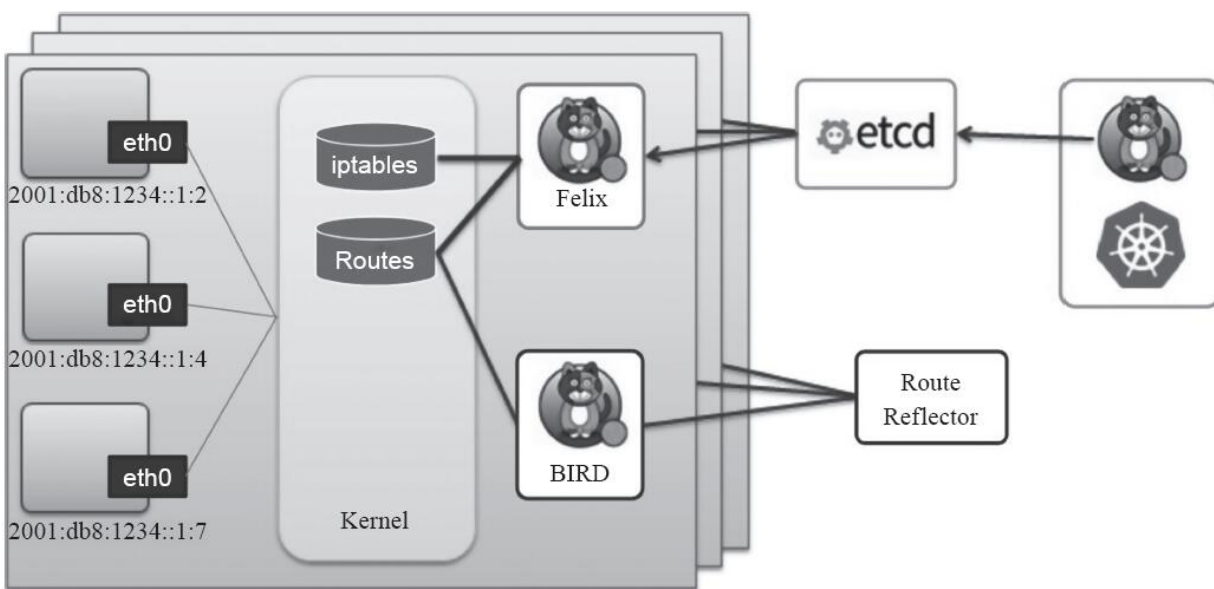 eth0
2001:db8:1234::1:2
eth0
2001:db8:1234::1:4
eth0
2001:db8:1234::1:7
iptables
Routes
Kernel
Felix
BIRD
etcd
Route
Reflector